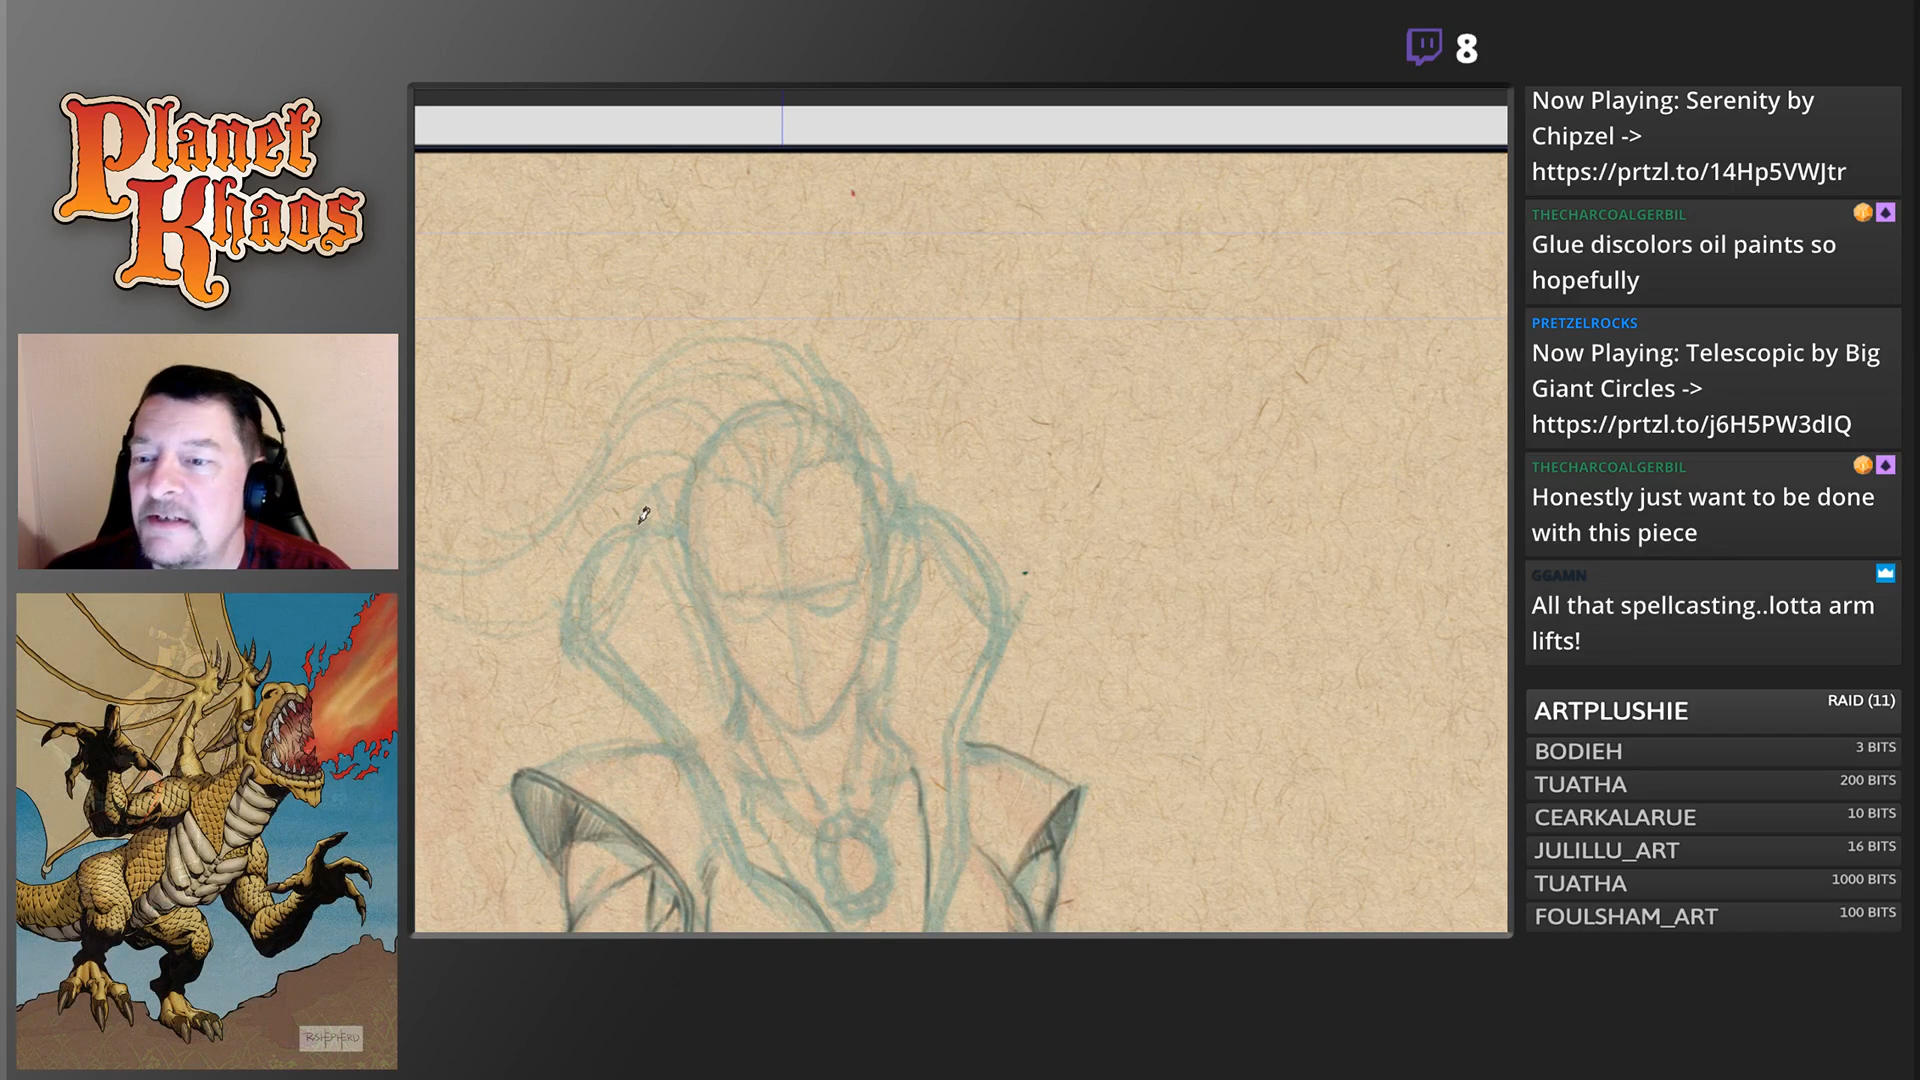 Planet
Khaos
8
Now Playing: Serenity by
Chipzel ->
https://prtzl.to/14Hp5VWJtr
THECHARCOALGERBIL
Glue discolors oil paints so
hopefully
PRETZELROCKS
Now Playing: Telescopic by Big
Giant Circles ->
https://prtzl.to/j6H5PW3dIQ
THECHARCOALGERBIL
Honestly just want to be done
with this piece
GGAMN
All that spellcasting..lotta arm
lifts!
ARTPLUSHIE RAID (11)
BODIEH 3 BITS
TUATHA 200 BITS
CEARKALARUE 10 BITS
JULILLU_ART 16 BITS
TUATHA 1000 BITS
FOULSHAM_ART 100 BITS
R.SHEPHERD